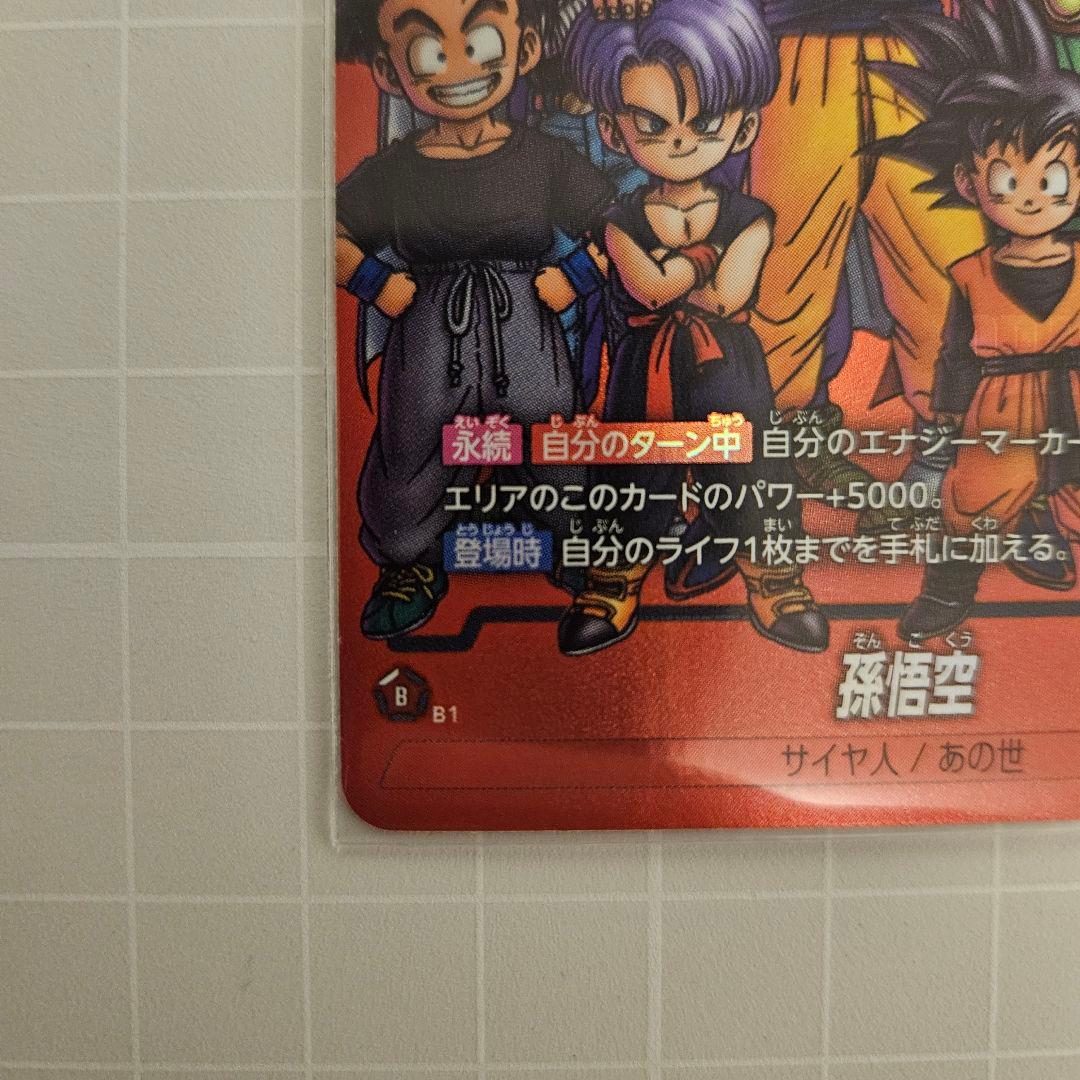 永続 自分のターン中 自分のエナジーマーカー
エリアのこのカードのパワー+5000。
登場時 自分のライフ1枚までを手札に加える。
孫悟空
B B1
サイヤ人 / あの世